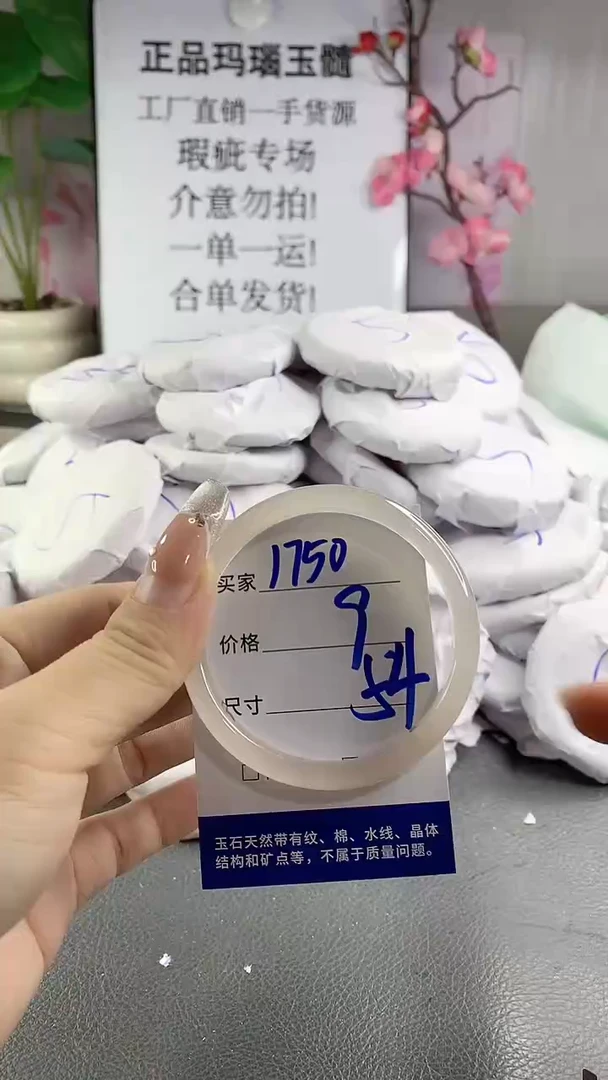 正品玛瑙玉髓
工厂直销一手货源
瑕疵专场
介意勿拍!
一单一运!
合单发货!
5
买家 1750
价格 9
尺寸 54
玉石天然带有纹、棉、水线、晶体
结构和矿点等，不属于质量问题。